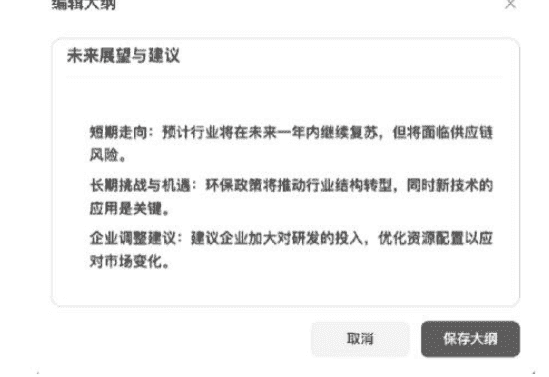 编辑大纲
未来展望与建议
短期走向：预计行业将在未来一年内继续复苏，但将面临供应链
风险。
长期挑战与机遇：环保政策将推动行业结构转型，同时新技术的
应用是关键。
企业调整建议：建议企业加大对研发的投入，优化资源配置以应
对市场变化。
取消
保存大纲